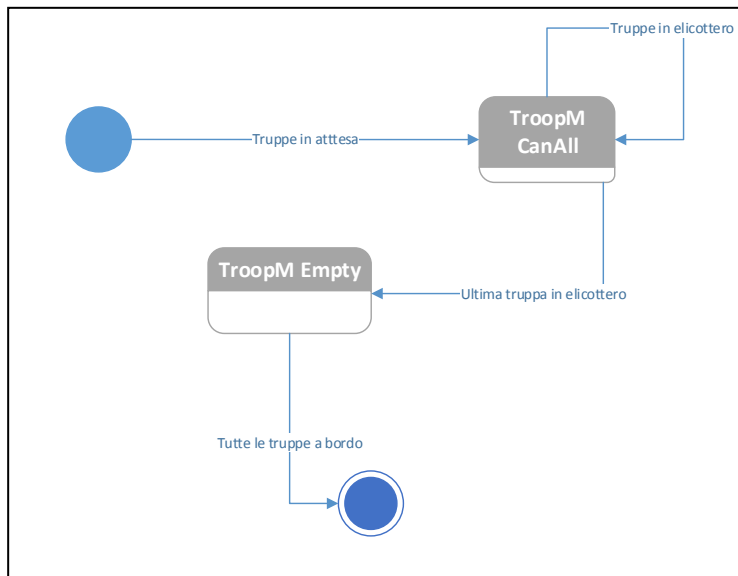 Truppe in elicottero
TroopM
CanAll
Truppe in atttesa
TroopM Empty
Ultima truppa in elicottero
Tutte le truppe a bordo